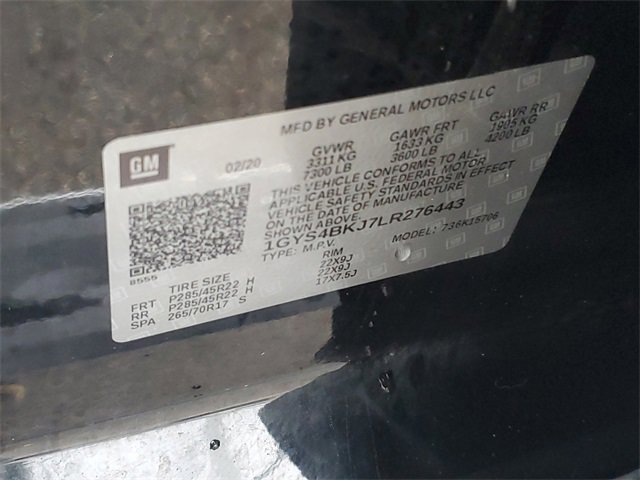 MFD BY GENERAL MOTORS LLC
GM
02/20
GVWR GAWR FRT GAWR RR
3311 KG 1633 KG 1905 KG
7300 LB 3600 LB 4200 LB
THIS VEHICLE CONFORMS TO ALL
APPLICABLE U.S. FEDERAL MOTOR
VEHICLE SAFETY STANDARDS IN EFFECT
ON THE DATE OF MANUFACTURE
SHOWN ABOVE.
1GYS4BKJ7LR276443
TYPE: M.P.V. MODEL: 736K15706
8555
TIRE SIZE RIM
FRT P285/45R22 H 22X9J
RR P285/45R22 H 22X9J
SPA 265/70R17 S 17X7.5J